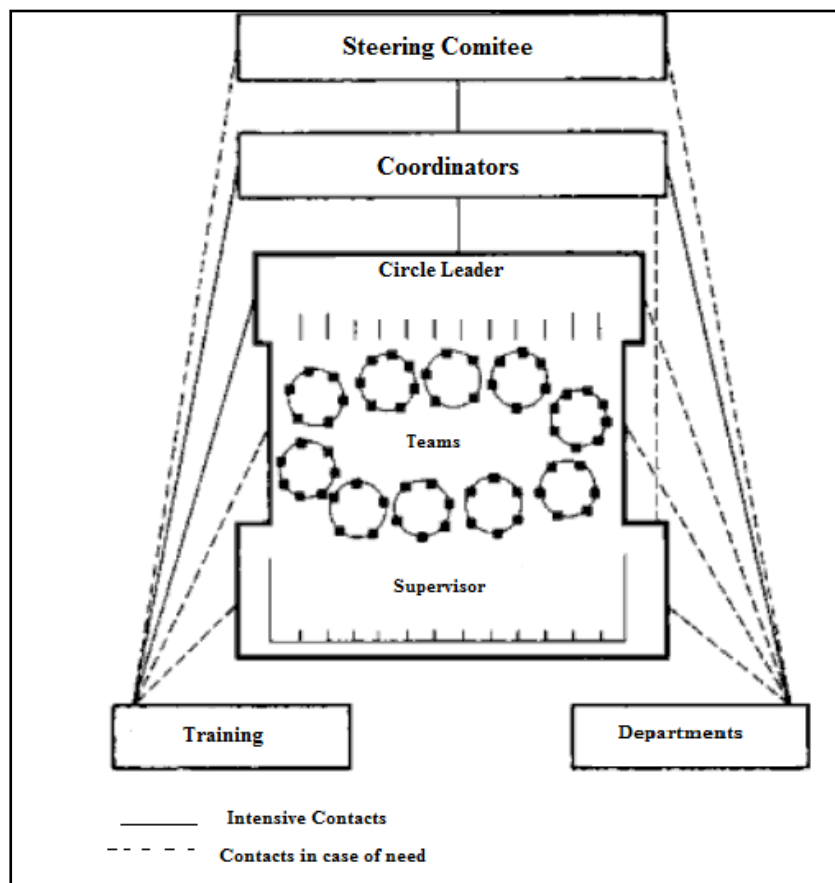 Steering Comitee
Coordinators
Circle Leader
Teams
Supervisor
Training
Departments
Intensive Contacts
Contacts in case of need